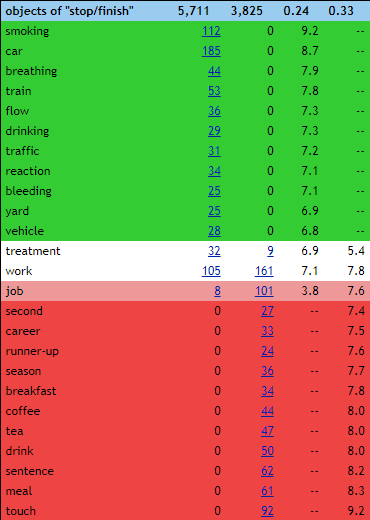 objects of "stop/finish" 5,711 3,825 0.24 0.33
smoking 112 0 9.2 --
car 185 0 8.7 --
breathing 44 0 7.9 --
train 53 0 7.8 --
flow 36 0 7.3 --
drinking 29 0 7.3 --
traffic 31 0 7.2 --
reaction 34 0 7.1 --
bleeding 25 0 7.1 --
yard 25 0 6.9 --
vehicle 28 0 6.8 --
treatment 32 9 6.9 5.4
work 105 161 7.1 7.8
job 8 101 3.8 7.6
second 0 27 -- 7.4
career 0 33 -- 7.5
runner-up 0 24 -- 7.6
season 0 36 -- 7.7
breakfast 0 34 -- 7.8
coffee 0 44 -- 8.0
tea 0 47 -- 8.0
drink 0 50 -- 8.0
sentence 0 62 -- 8.2
meal 0 61 -- 8.3
touch 0 92 -- 9.2